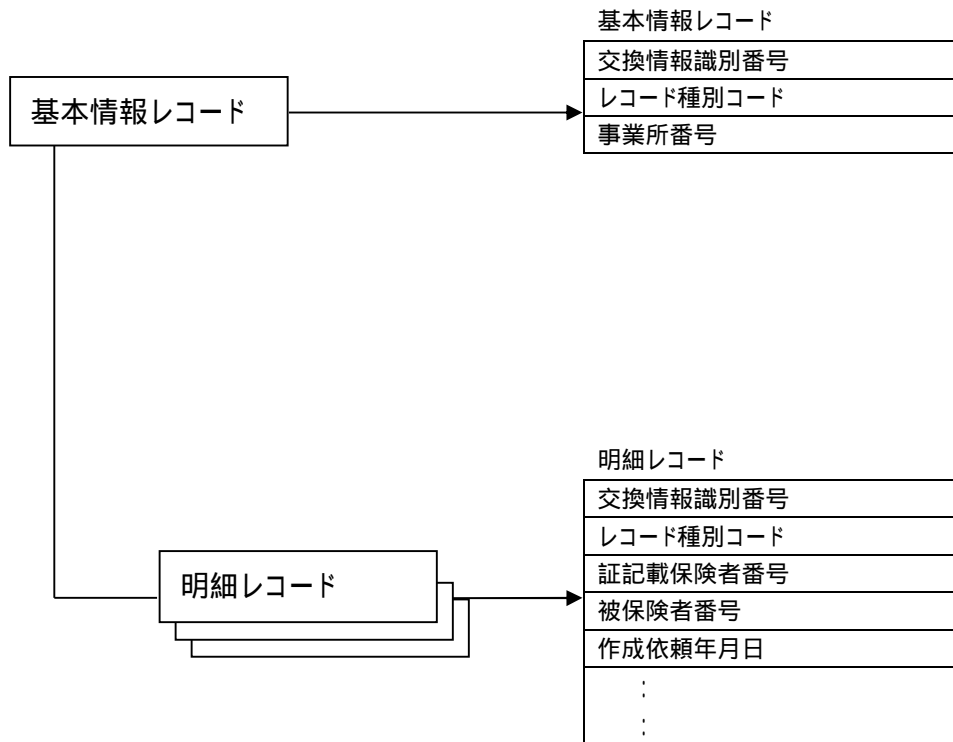 基本情報レコード
交換情報識別番号
レコード種別コード
事業所番号
基本情報レコード
明細レコード
交換情報識別番号
レコード種別コード
証記載保険者番号
被保険者番号
作成依頼年月日
:
:
明細レコード